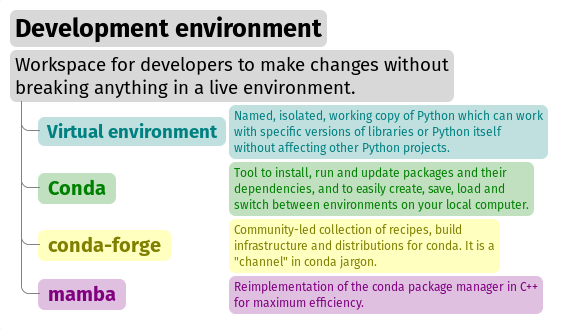 Development environment
Workspace for developers to make changes without
breaking anything in a live environment.
Virtual environment
Named, isolated, working copy of Python which can work
with specific versions of libraries or Python itself
without affecting other Python projects.
Conda
Tool to install, run and update packages and their
dependencies, and to easily create, save, load and
switch between environments on your local computer.
conda-forge
Community-led collection of recipes, build
infrastructure and distributions for conda. It is a
"channel" in conda jargon.
mamba
Reimplementation of the conda package manager in C++
for maximum efficiency.